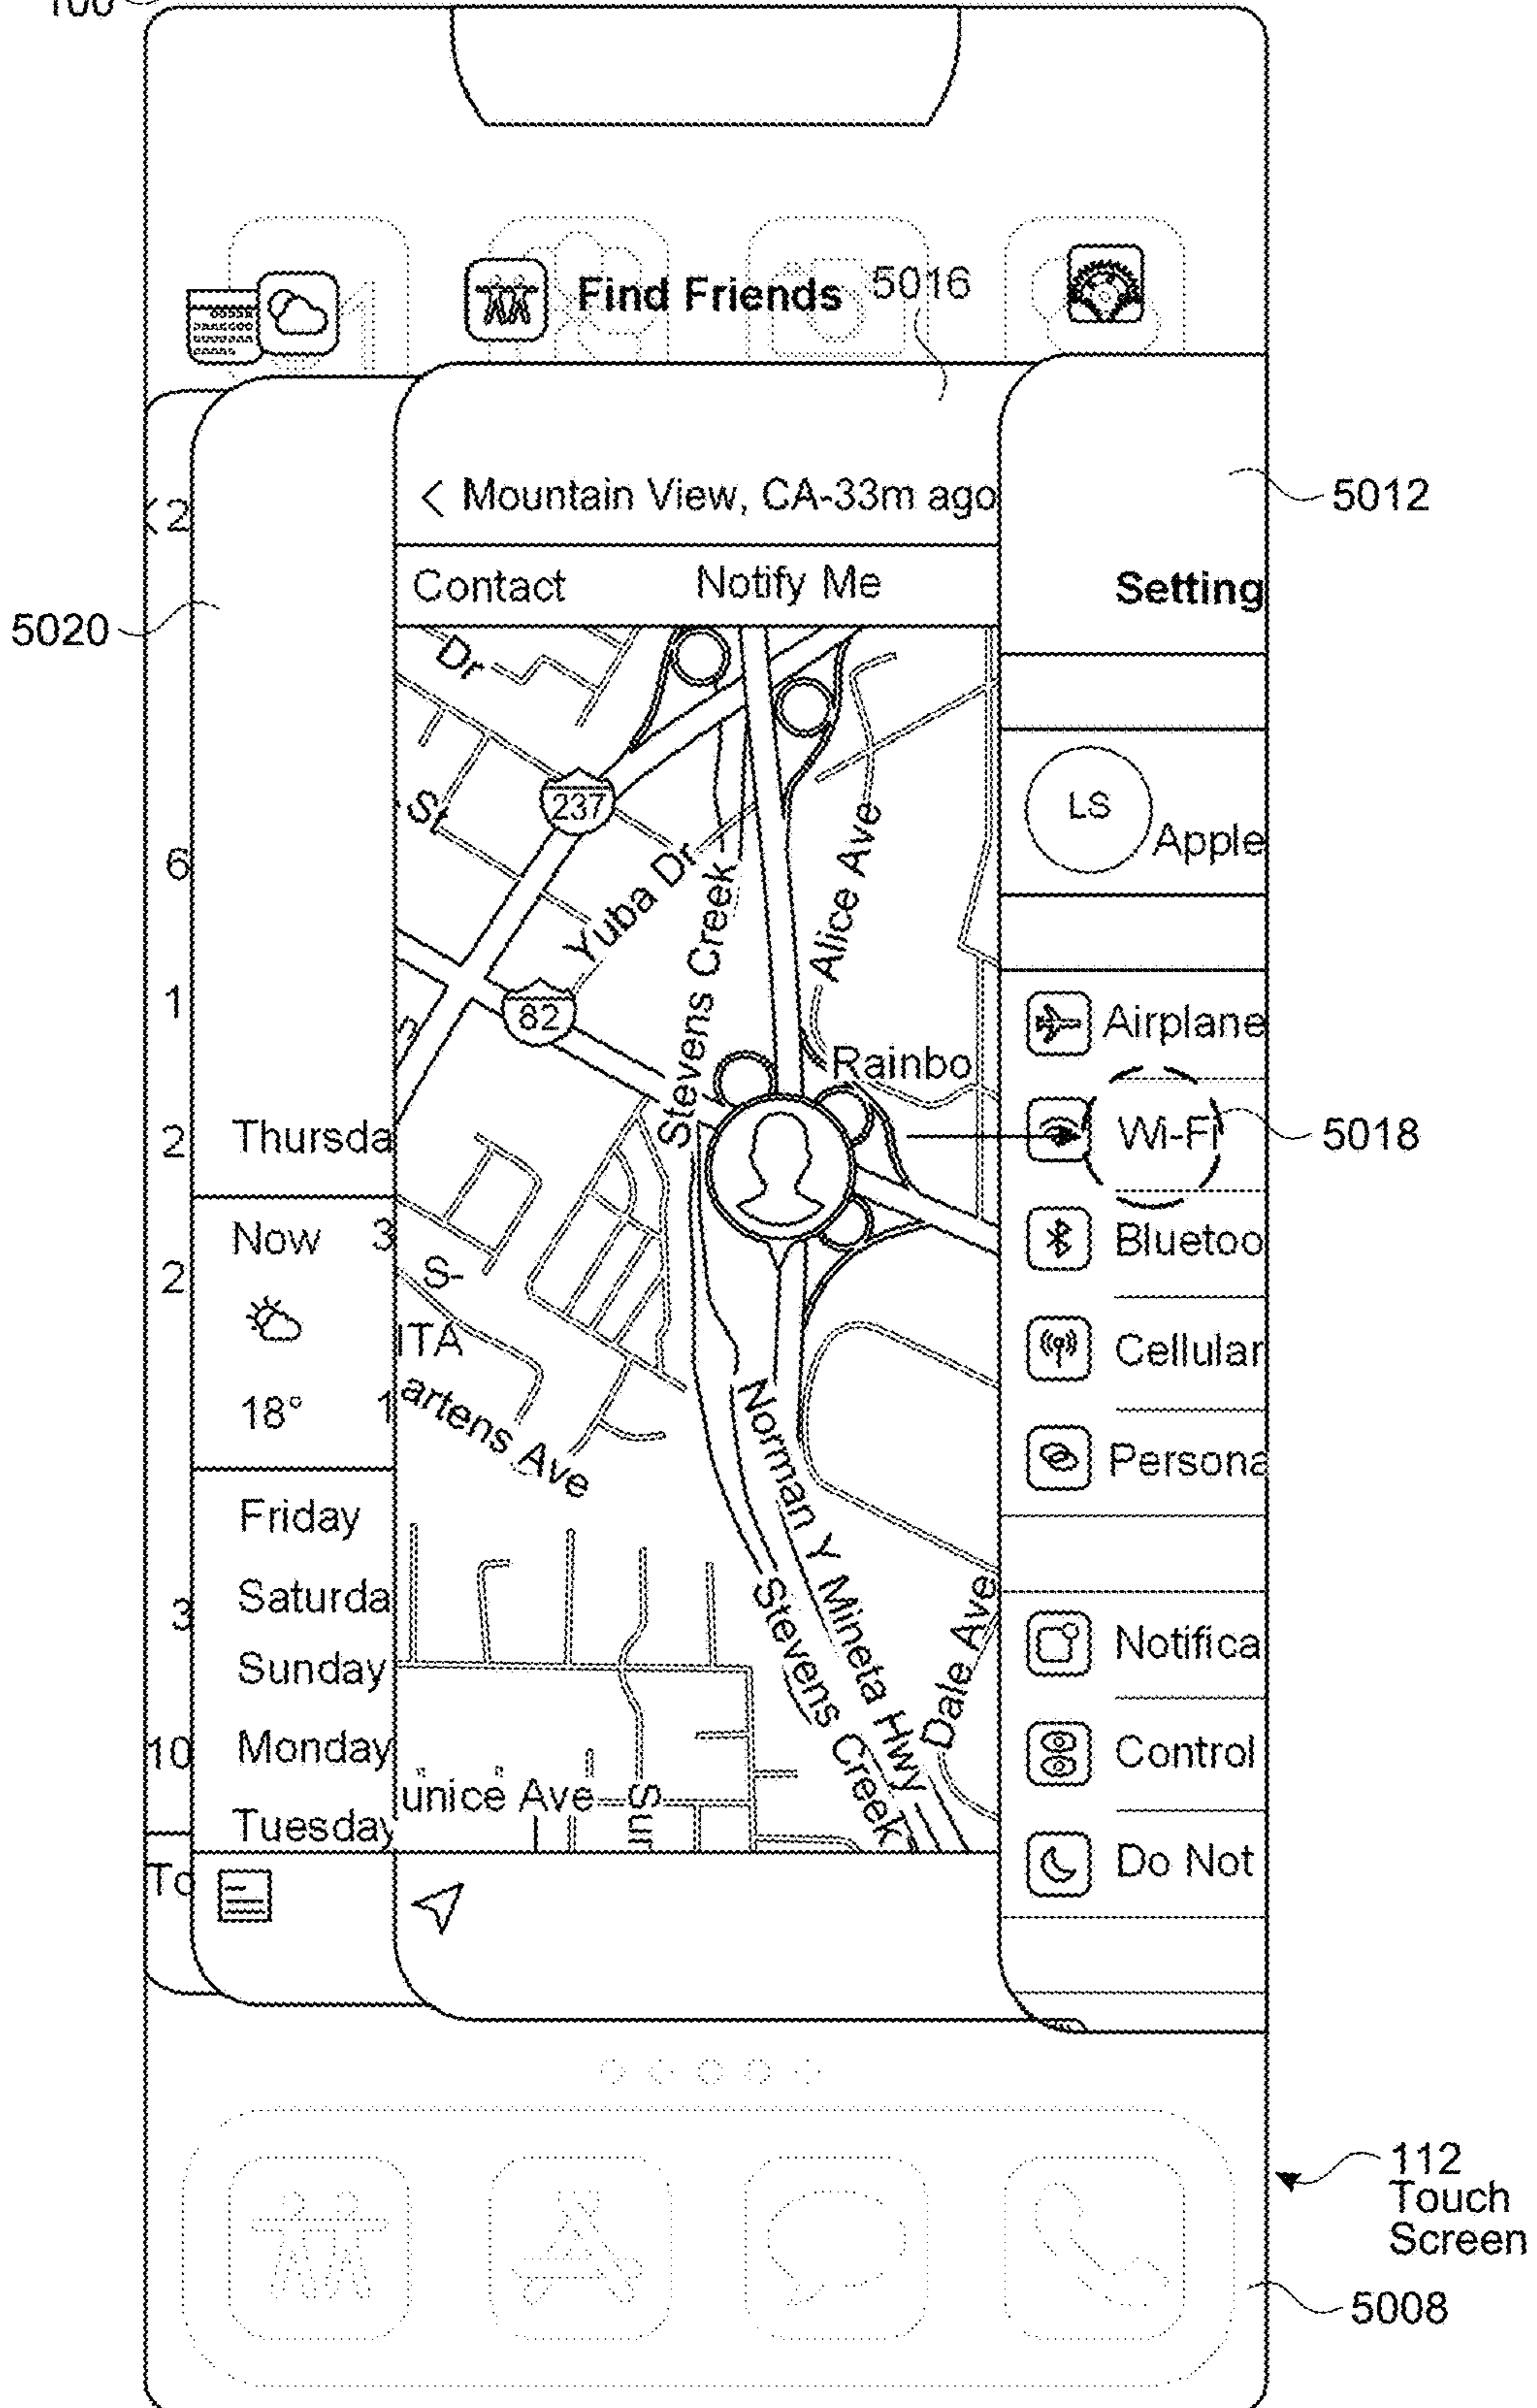 100
Find Friends
5016
< Mountain View, CA-33m ago
5012
< 2
Contact
Notify Me
Setting
5020
Dr
237
St
LS
Apple
6
Yuba Dr
Stevens Creek
Alice Ave
1
82
Airplane
Rainbo
2
Thursda
Wi-Fi
5018
Now
3
Bluetoo
2
S-
ITA
Cellular
18°
1
artens Ave
Norman Y Mineta Hwy
Persona
Friday
Saturda
3
Stevens Creek
Dale Ave
Notifica
Sunday
10
Monday
Control
unice Ave
Sun
Tuesday
To
Do Not
112
Touch
Screen
5008